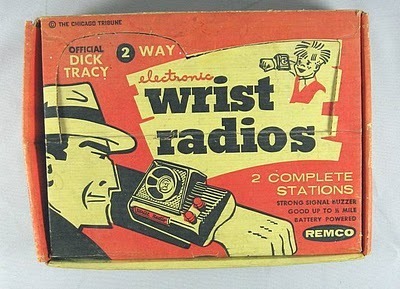 © THE CHICAGO TRIBUNE
OFFICIAL
DICK
TRACY
2 WAY
electronic
wrist
radios
2 COMPLETE
STATIONS
STRONG SIGNAL BUZZER
GOOD UP TO ½ MILE
BATTERY POWERED
REMCO